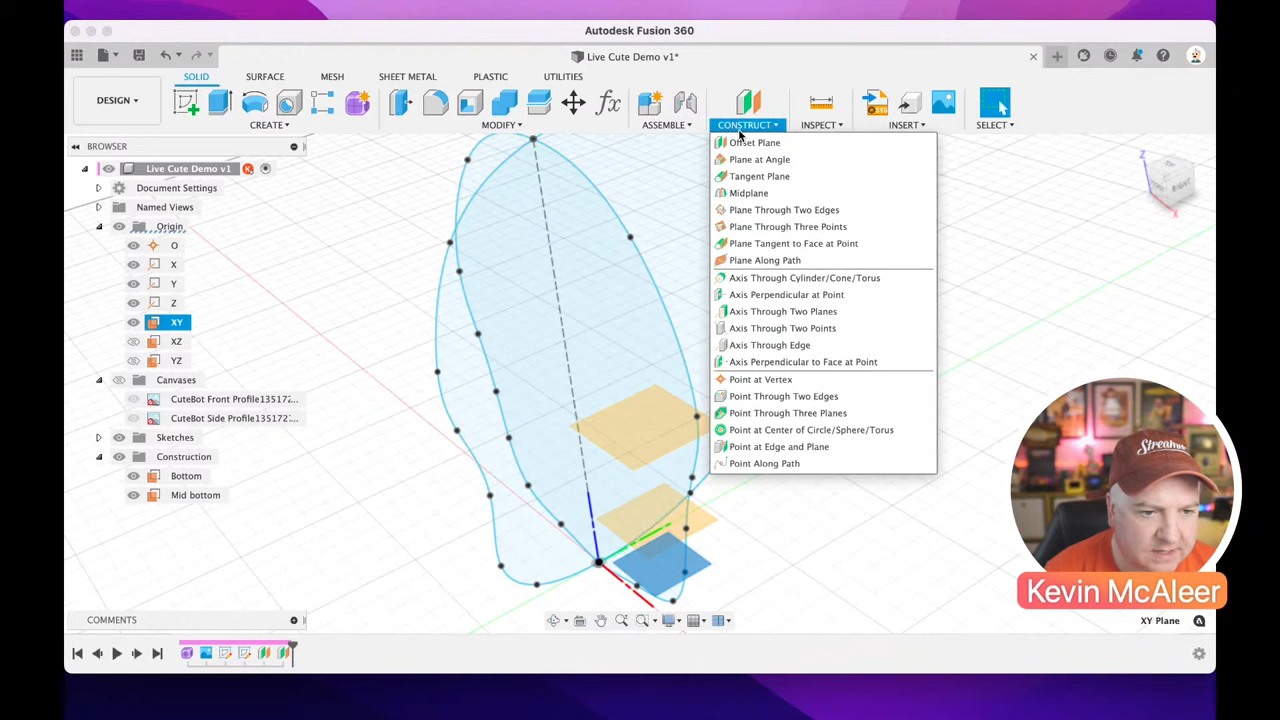 Autodesk Fusion 360
Live Cute Demo v1*
SOLID SURFACE MESH SHEET METAL PLASTIC UTILITIES
DESIGN
CREATE MODIFY ASSEMBLE CONSTRUCT INSPECT INSERT SELECT
BROWSER
Live Cute Demo v1
Document Settings
Named Views
Origin
O
X
Y
Z
XY
XZ
YZ
Canvases
CuteBot Front Profile135172...
CuteBot Side Profile135172...
Sketches
Construction
Bottom
Mid bottom
Offset Plane
Plane at Angle
Tangent Plane
Midplane
Plane Through Two Edges
Plane Through Three Points
Plane Tangent to Face at Point
Plane Along Path
Axis Through Cylinder/Cone/Torus
Axis Perpendicular at Point
Axis Through Two Planes
Axis Through Two Points
Axis Through Edge
Axis Perpendicular to Face at Point
Point at Vertex
Point Through Two Edges
Point Through Three Planes
Point at Center of Circle/Sphere/Torus
Point at Edge and Plane
Point Along Path
Z
RIGHT
X
Kevin McAleer
COMMENTS
XY Plane